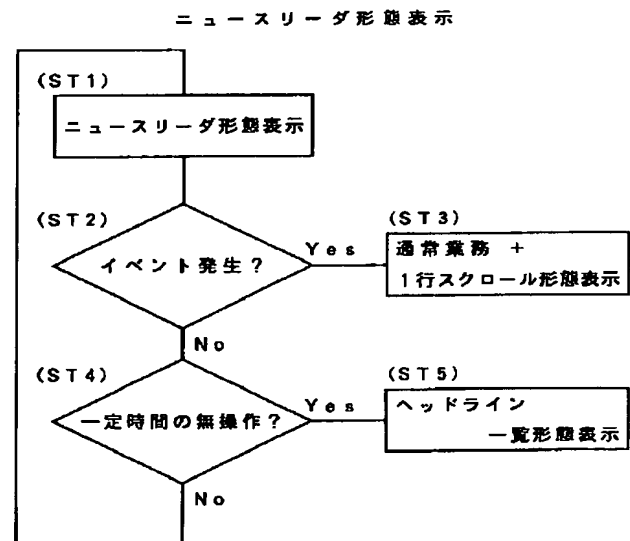 ニュースリーダ形態表示
(ST1)
ニュースリーダ形態表示
(ST2)
イベント発生？
Yes
(ST3)
通常業務 ＋
1行スクロール形態表示
No
(ST4)
一定時間の無操作？
Yes
(ST5)
ヘッドライン
一覧形態表示
No